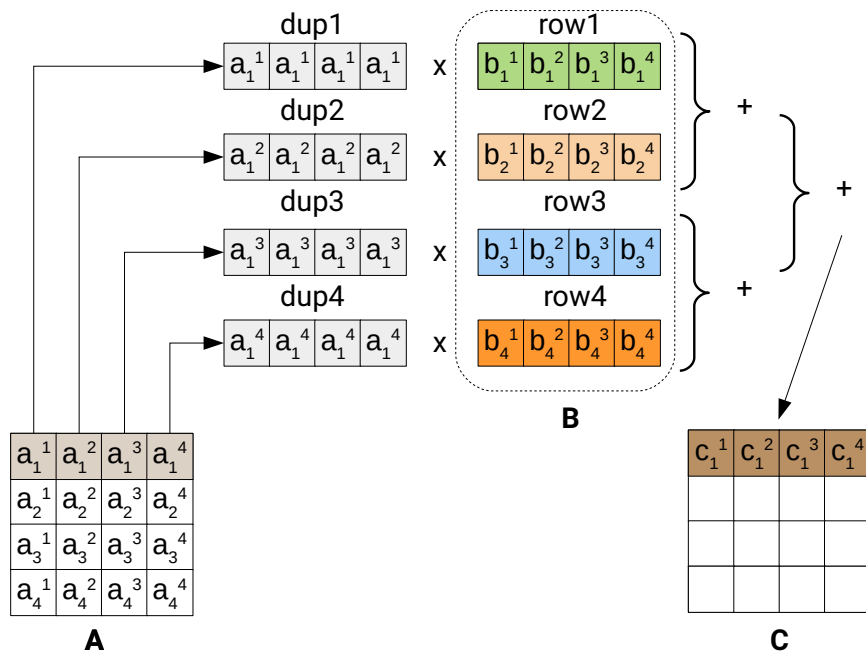 dup1 row1
a₁¹ a₁¹ a₁¹ a₁¹ x b₁¹ b₁² b₁³ b₁⁴
dup2 row2 +
a₁² a₁² a₁² a₁² x b₂¹ b₂² b₂³ b₂⁴
dup3 row3 +
a₁³ a₁³ a₁³ a₁³ x b₃¹ b₃² b₃³ b₃⁴
dup4 row4 +
a₁⁴ a₁⁴ a₁⁴ a₁⁴ x b₄¹ b₄² b₄³ b₄⁴
B
a₁¹ a₁² a₁³ a₁⁴ c₁¹ c₁² c₁³ c₁⁴
a₂¹ a₂² a₂³ a₂⁴
a₃¹ a₃² a₃³ a₃⁴
a₄¹ a₄² a₄³ a₄⁴
A C